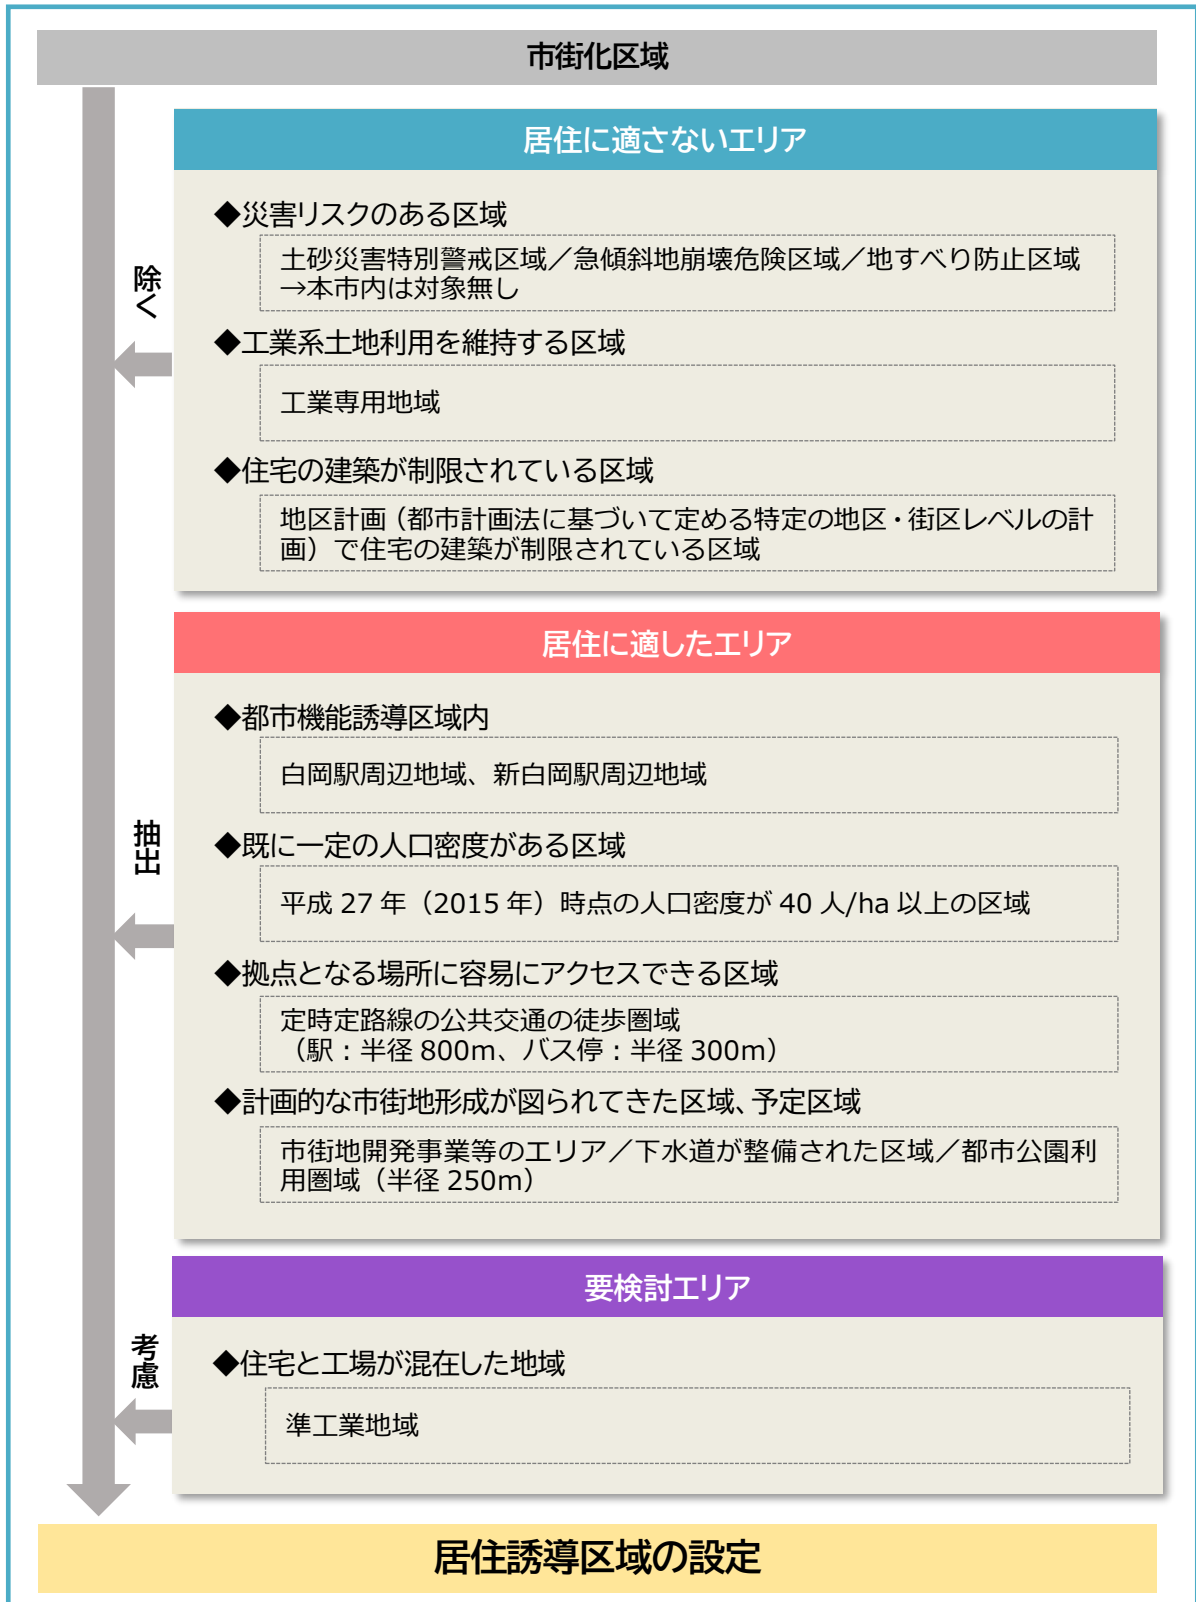 市街化区域
居住に適さないエリア
◆災害リスクのある区域
土砂災害特別警戒区域／急傾斜地崩壊危険区域／地すべり防止区域
→本市内は対象無し
除く
◆工業系土地利用を維持する区域
工業専用地域
◆住宅の建築が制限されている区域
地区計画（都市計画法に基づいて定める特定の地区・街区レベルの計
画）で住宅の建築が制限されている区域
居住に適したエリア
◆都市機能誘導区域内
白岡駅周辺地域、新白岡駅周辺地域
抽出
◆既に一定の人口密度がある区域
平成 27 年（2015 年）時点の人口密度が 40 人/ha 以上の区域
◆拠点となる場所に容易にアクセスできる区域
定時定路線の公共交通の徒歩圏域
（駅：半径 800m、バス停：半径 300m）
◆計画的な市街地形成が図られてきた区域、予定区域
市街地開発事業等のエリア／下水道が整備された区域／都市公園利
用圏域（半径 250m）
要検討エリア
考慮
◆住宅と工場が混在した地域
準工業地域
居住誘導区域の設定